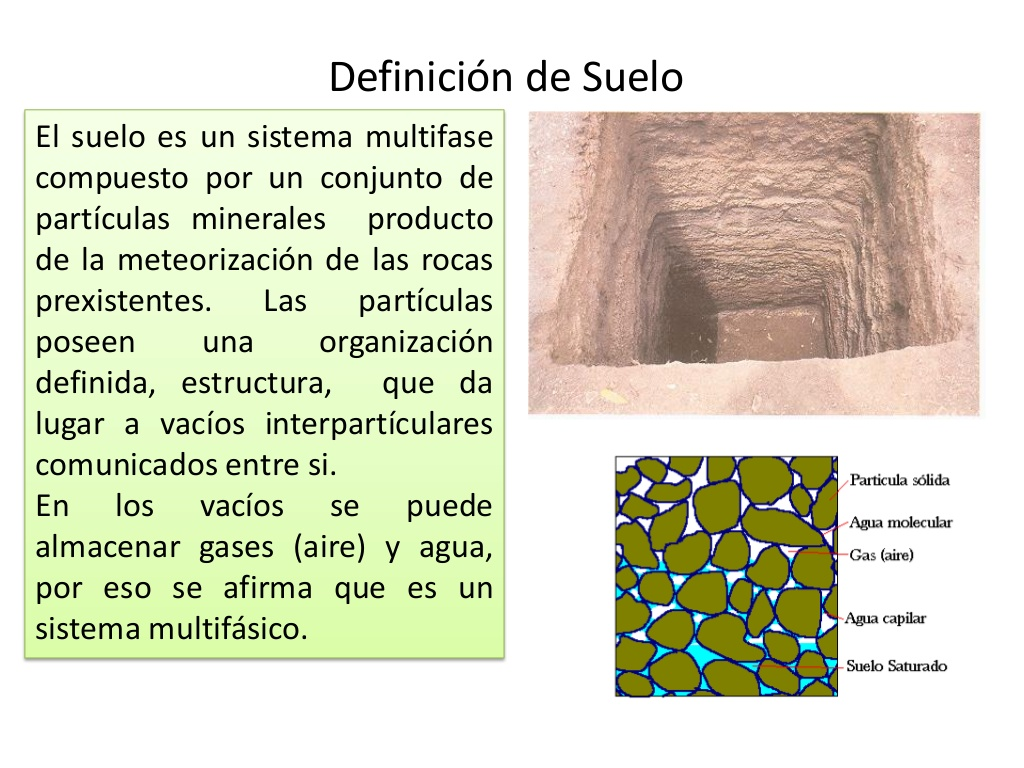 Definición de Suelo
El suelo es un sistema multifase
compuesto por un conjunto de
partículas minerales producto
de la meteorización de las rocas
prexistentes. Las partículas
poseen una organización
definida, estructura, que da
lugar a vacíos interpartículares
comunicados entre si.
En los vacíos se puede
almacenar gases (aire) y agua,
por eso se afirma que es un
sistema multifásico.
Particula sólida
Agua molecular
Gas (aire)
Agua capilar
Suelo Saturado